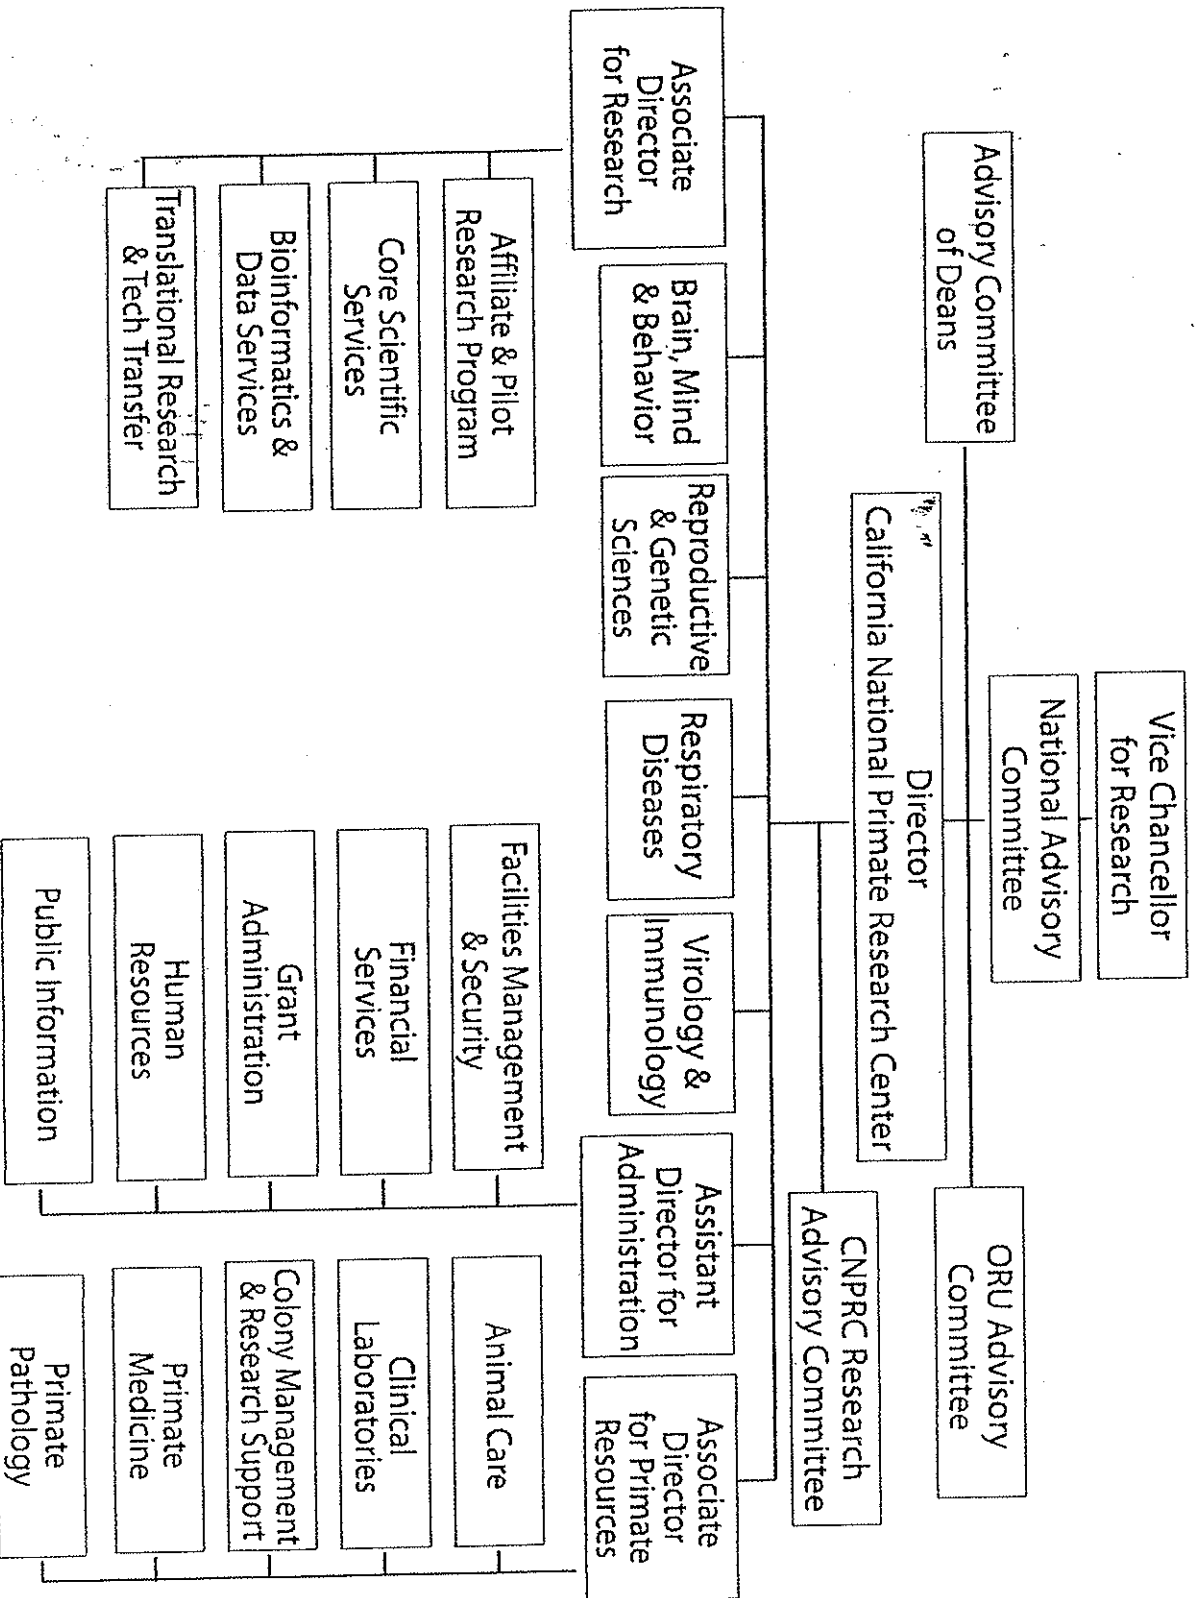 Vice Chancellor
for Research
National Advisory
Committee
Advisory Committee
of Deans
ORU Advisory
Committee
Director
California National Primate Research Center
CNPRC Research
Advisory Committee
Associate
Director
for Research
Brain, Mind
& Behavior
Reproductive
& Genetic
Sciences
Respiratory
Diseases
Virology &
Immunology
Assistant
Director for
Administration
Associate
Director
for Primate
Resources
Affiliate & Pilot
Research Program
Core Scientific
Services
Bioinformatics &
Data Services
Translational Research
& Tech Transfer
Facilities Management
& Security
Financial
Services
Grant
Administration
Human
Resources
Public Information
Animal Care
Clinical
Laboratories
Colony Management
& Research Support
Primate
Medicine
Primate
Pathology